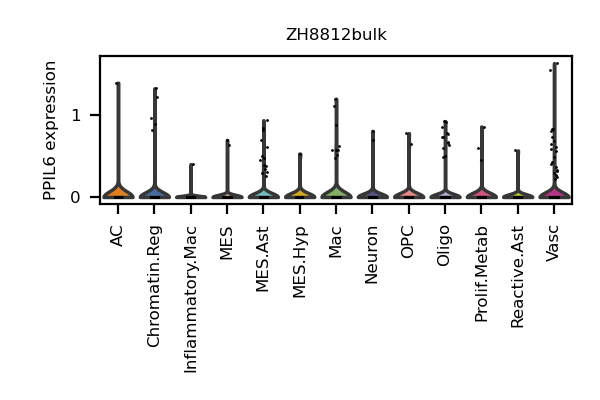 ZH8812bulk
PPIL6 expression
1
0
AC
Chromatin.Reg
Inflammatory.Mac
MES
MES.Ast
MES.Hyp
Mac
Neuron
OPC
Oligo
Prolif.Metab
Reactive.Ast
Vasc